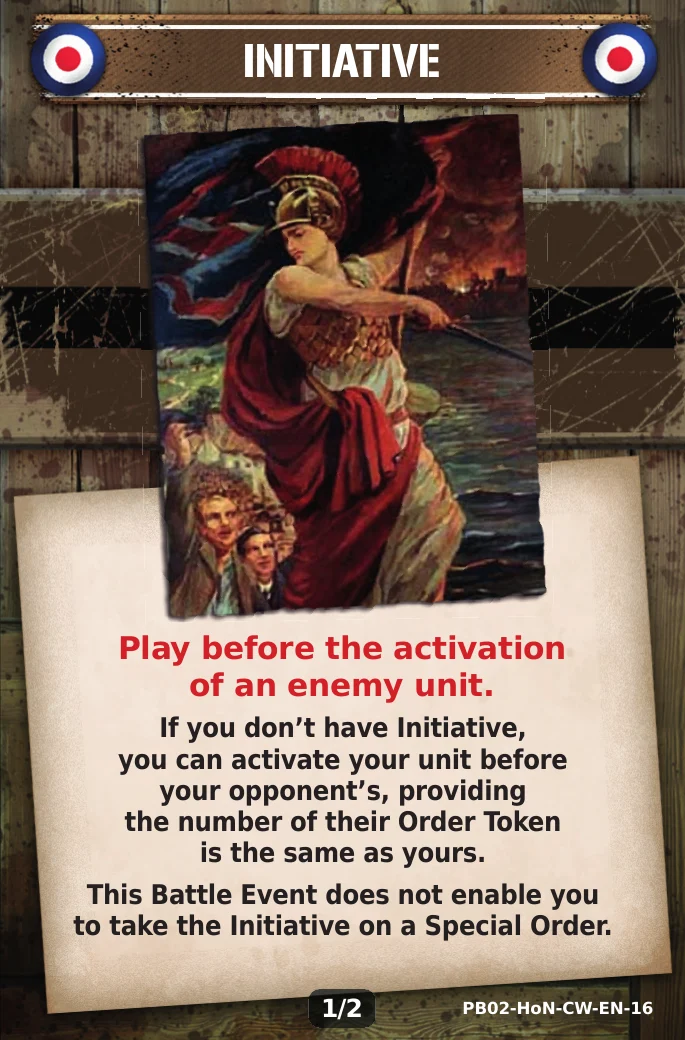 INITIATIVE
Play before the activation
of an enemy unit.
If you don’t have Initiative,
you can activate your unit before
your opponent’s, providing
the number of their Order Token
is the same as yours.
This Battle Event does not enable you
to take the Initiative on a Special Order.
1/2
PB02-HoN-CW-EN-16